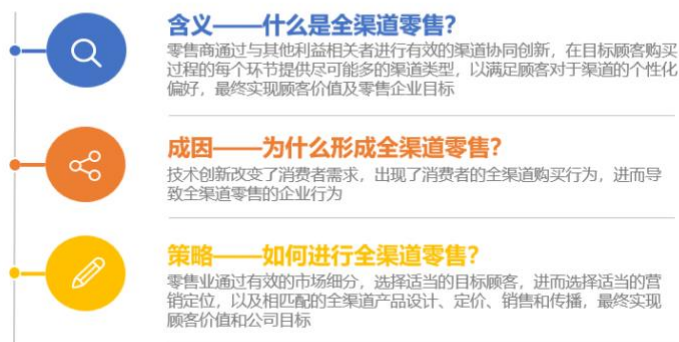 含义——什么是全渠道零售？
零售商通过与其他利益相关者进行有效的渠道协同创新，在目标顾客购买
过程的每个环节提供尽可能多的渠道类型，以满足顾客对于渠道的个性化
偏好，最终实现顾客价值及零售企业目标
成因——为什么形成全渠道零售？
技术创新改变了消费者需求，出现了消费者的全渠道购买行为，进而导
致全渠道零售的企业行为
策略——如何进行全渠道零售？
零售业通过有效的市场细分，选择适当的目标顾客，进而选择适当的营
销定位，以及相匹配的全渠道产品设计、定价、销售和传播，最终实现
顾客价值和公司目标